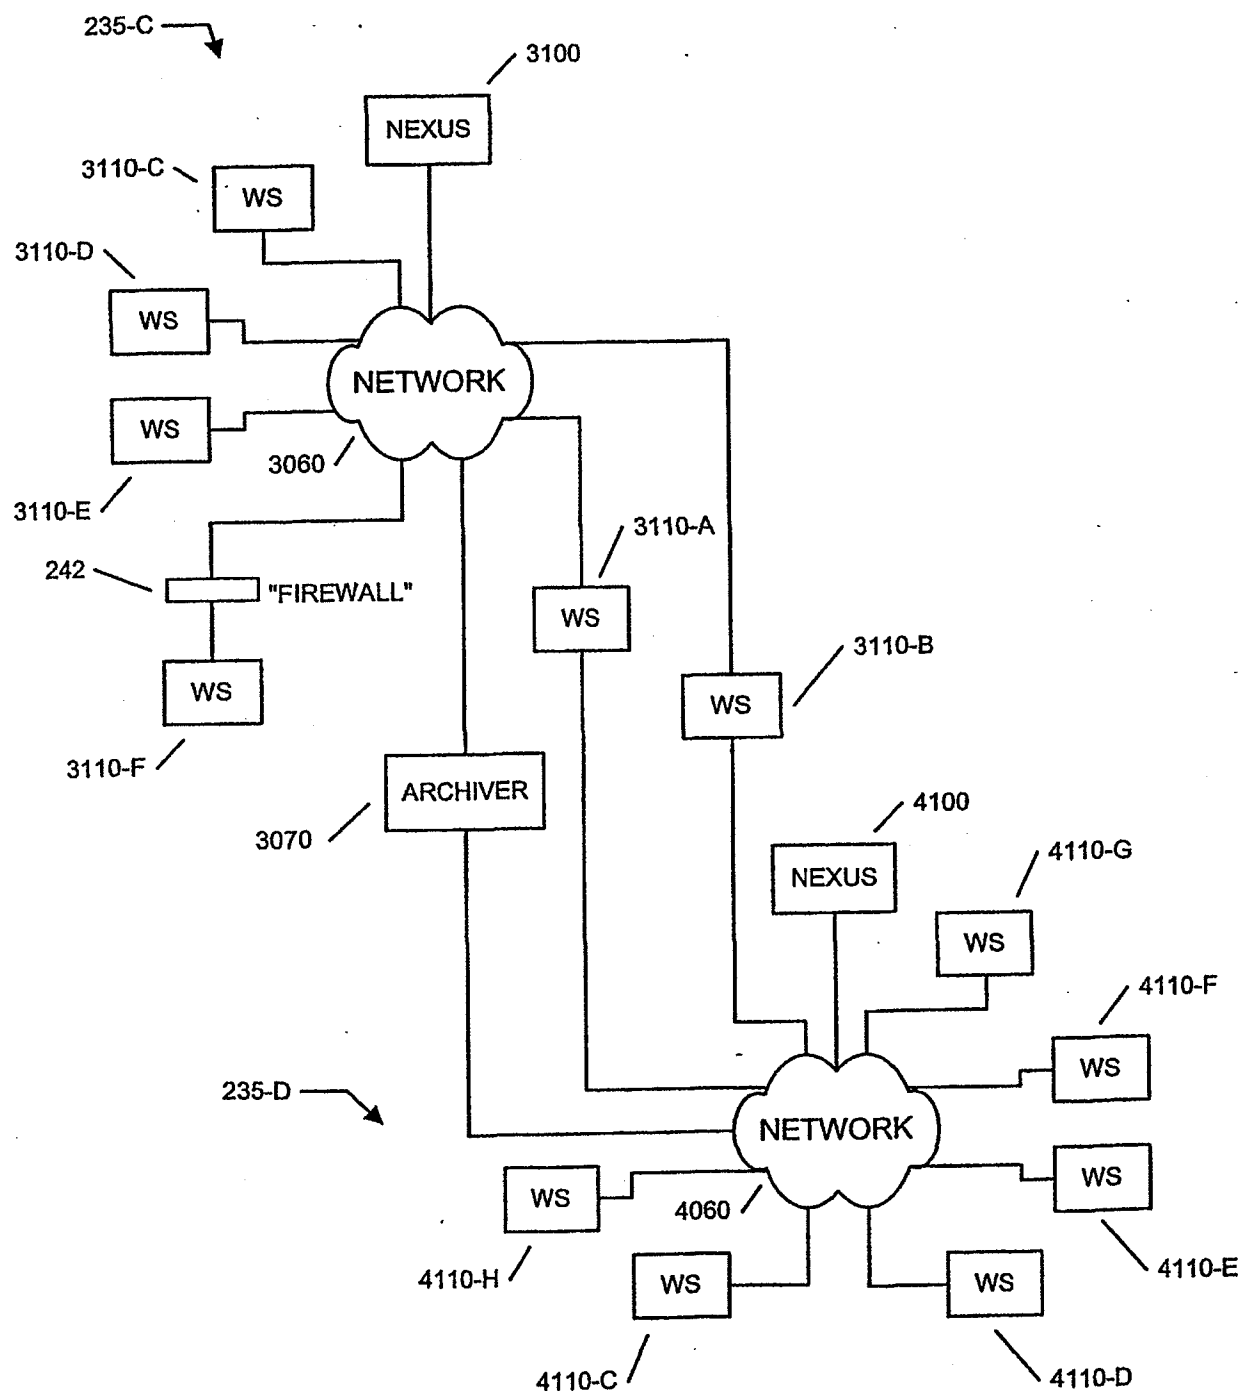 235-C
3100
NEXUS
3110-C
WS
3110-D
WS
NETWORK
WS
3060
3110-E
3110-A
242
"FIREWALL"
WS
3110-B
WS
WS
3110-F
ARCHIVER
4100
3070
4110-G
NEXUS
WS
4110-F
WS
235-D
NETWORK
WS
WS
4060
4110-H
4110-E
WS
WS
4110-C
4110-D